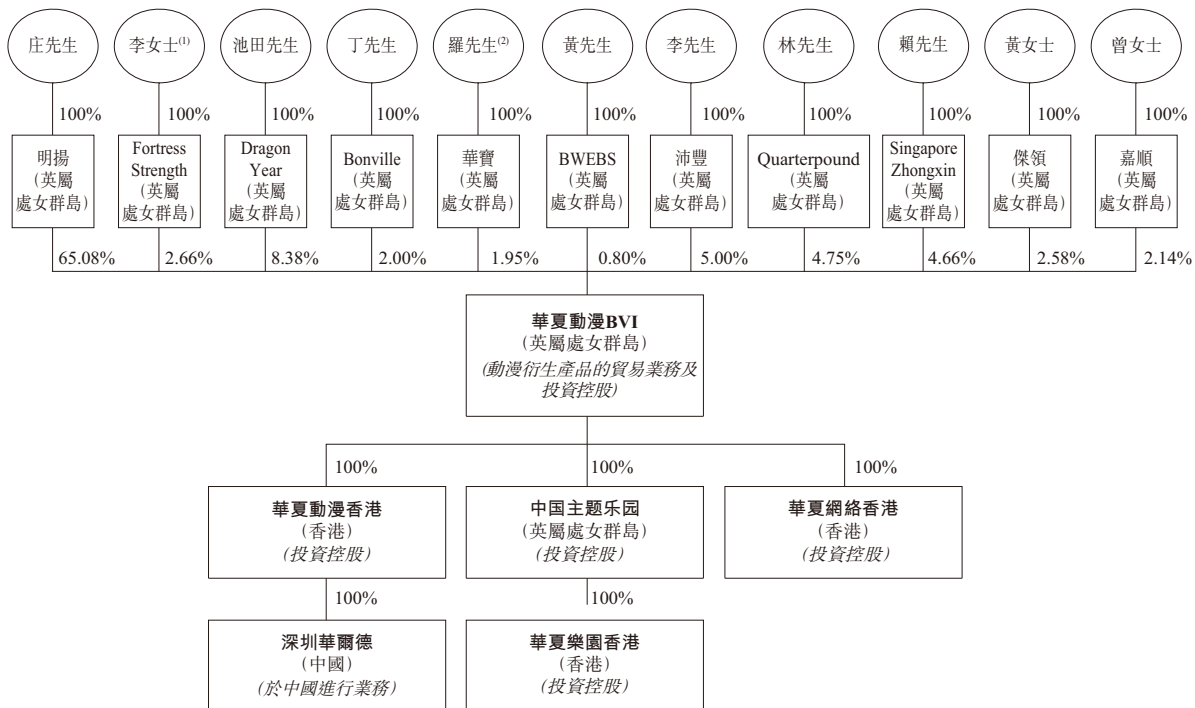 庄先生 李女士(1) 池田先生 丁先生 羅先生(2) 黃先生 李先生 林先生 賴先生 黃女士 曾女士
100% 100% 100% 100% 100% 100% 100% 100% 100% 100% 100%
明揚
(英屬
處女群島)
Fortress
Strength
(英屬
處女群島)
Dragon
Year
(英屬
處女群島)
Bonville
(英屬
處女群島)
華寶
(英屬
處女群島)
BWEBS
(英屬
處女群島)
沛豐
(英屬
處女群島)
Quarterpound
(英屬
處女群島)
Singapore
Zhongxin
(英屬
處女群島)
傑領
(英屬
處女群島)
嘉順
(英屬
處女群島)
65.08% 2.66% 8.38% 2.00% 1.95% 0.80% 5.00% 4.75% 4.66% 2.58% 2.14%
華夏動漫BVI
(英屬處女群島)
(動漫衍生產品的貿易業務及
投資控股)
100% 100% 100%
華夏動漫香港
(香港)
(投資控股)
中国主题乐园
(英屬處女群島)
(投資控股)
華夏網絡香港
(香港)
(投資控股)
100% 100%
深圳華爾德
(中國)
(於中國進行業務)
華夏樂園香港
(香港)
(投資控股)